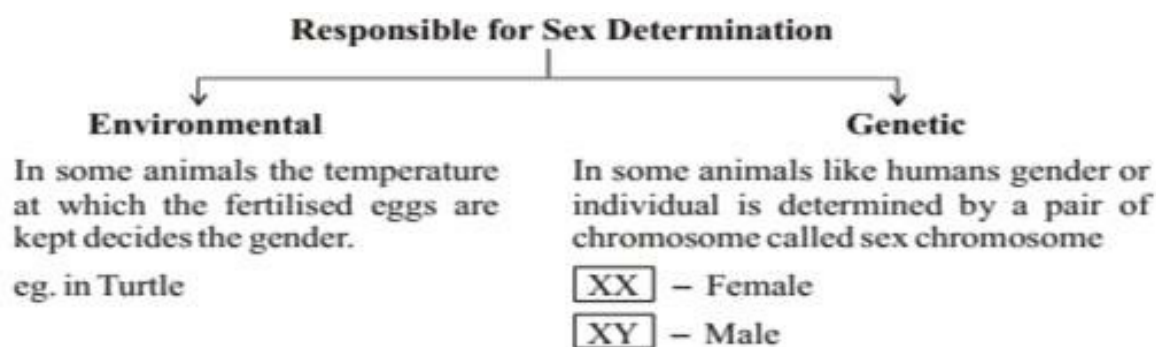 Responsible for Sex Determination
Environmental
In some animals the temperature
at which the fertilised eggs are
kept decides the gender.
eg. in Turtle
Genetic
In some animals like humans gender or
individual is determined by a pair of
chromosome called sex chromosome
XX – Female
XY – Male